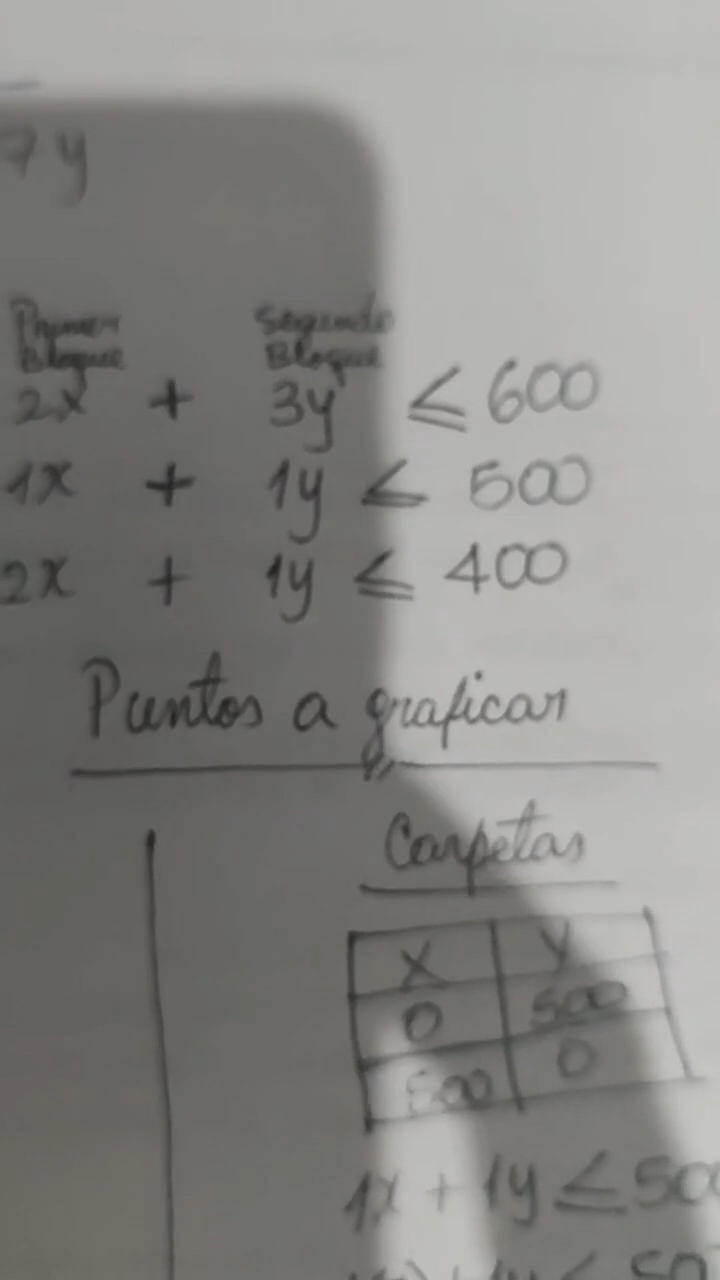 7y
Primer Segundo
Bloque Bloque
2x + 3y ≤ 600
1x + 1y ≤ 500
2x + 1y ≤ 400
Puntos a graficar
Carpetas
X Y
0 500
500 0
1x + 1y ≤ 500